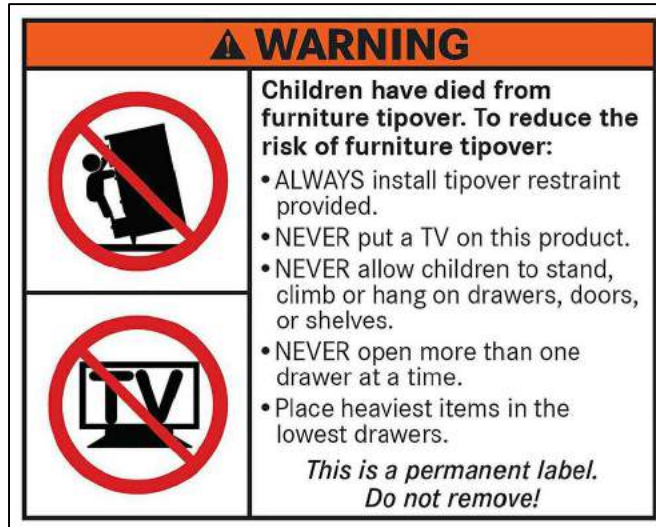 WARNING
Children have died from
furniture tipover. To reduce the
risk of furniture tipover:
• ALWAYS install tipover restraint
provided.
• NEVER put a TV on this product.
• NEVER allow children to stand,
climb or hang on drawers, doors,
or shelves.
• NEVER open more than one
drawer at a time.
• Place heaviest items in the
lowest drawers.
This is a permanent label.
Do not remove!
TV